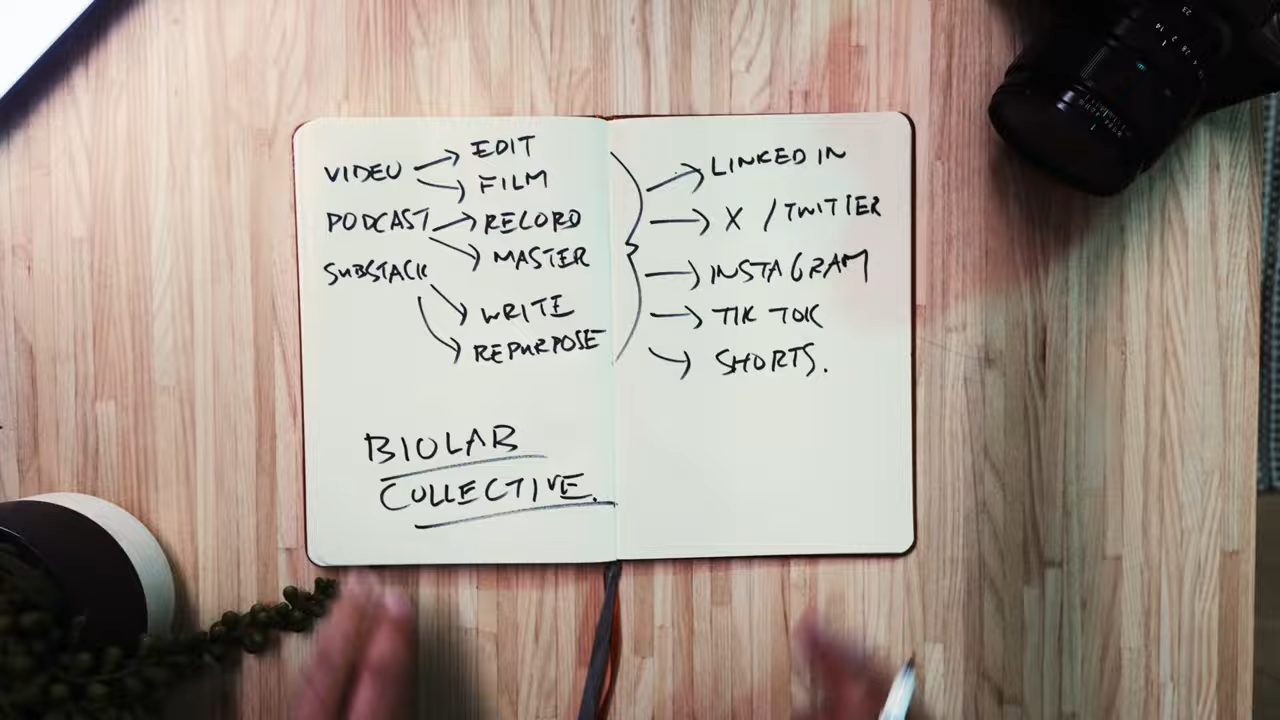 VIDEO → EDIT
→ FILM
PODCAST → RECORD
→ MASTER
SUBSTACK
→ WRITE
→ REPURPOSE
BIOLAB
COLLECTIVE.
→ LINKED IN
→ X / TWITTER
→ INSTAGRAM
→ TIK TOK
→ SHORTS.